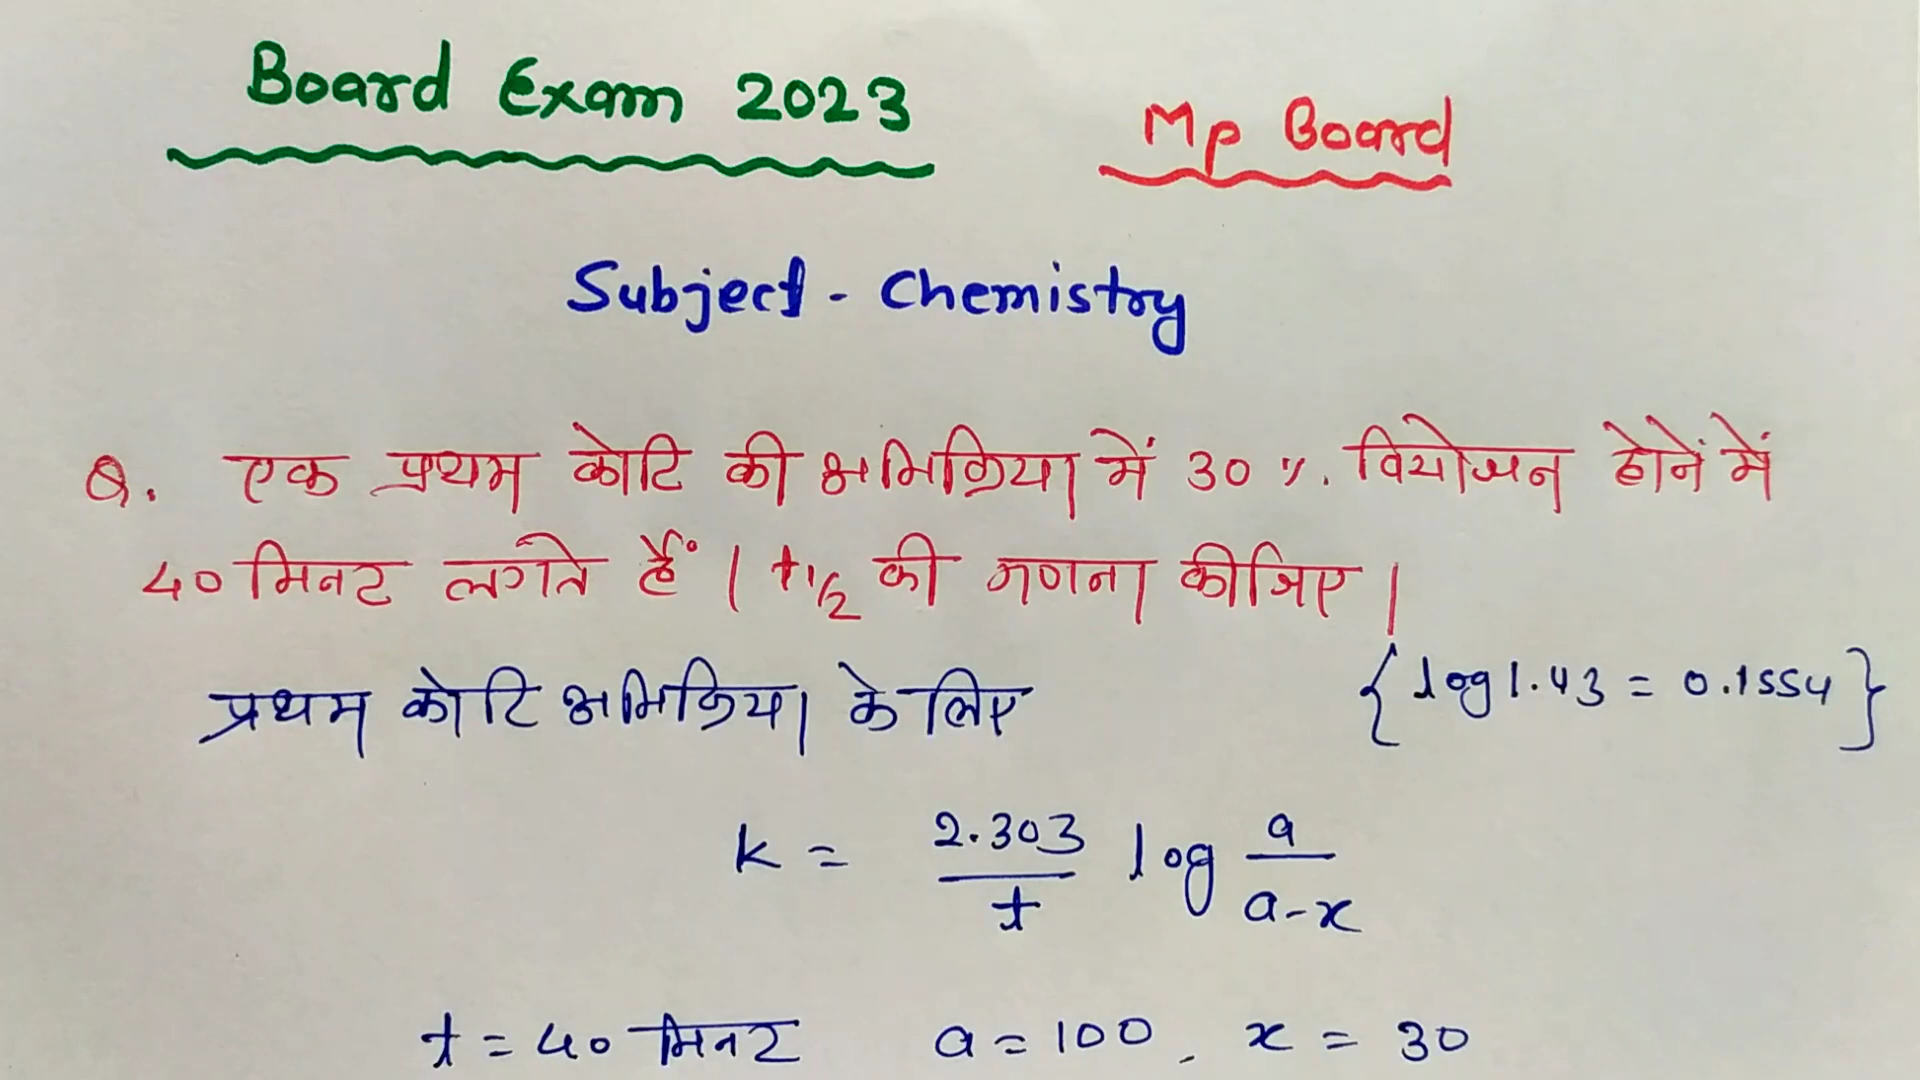 Board Exam 2023
Mp Board
Subject - Chemistry
Q. एक प्रथम कोटि की अभिक्रिया में 30 %. वियोजन होनें में
40 मिनट लगते हैं | t1/2 की गणना कीजिए |
प्रथम कोटि अभिक्रिया के लिए
{ log 1.43 = 0.1554 }
K = 2.303/t log a/a-x
t = 40 मिनट a = 100, x = 30